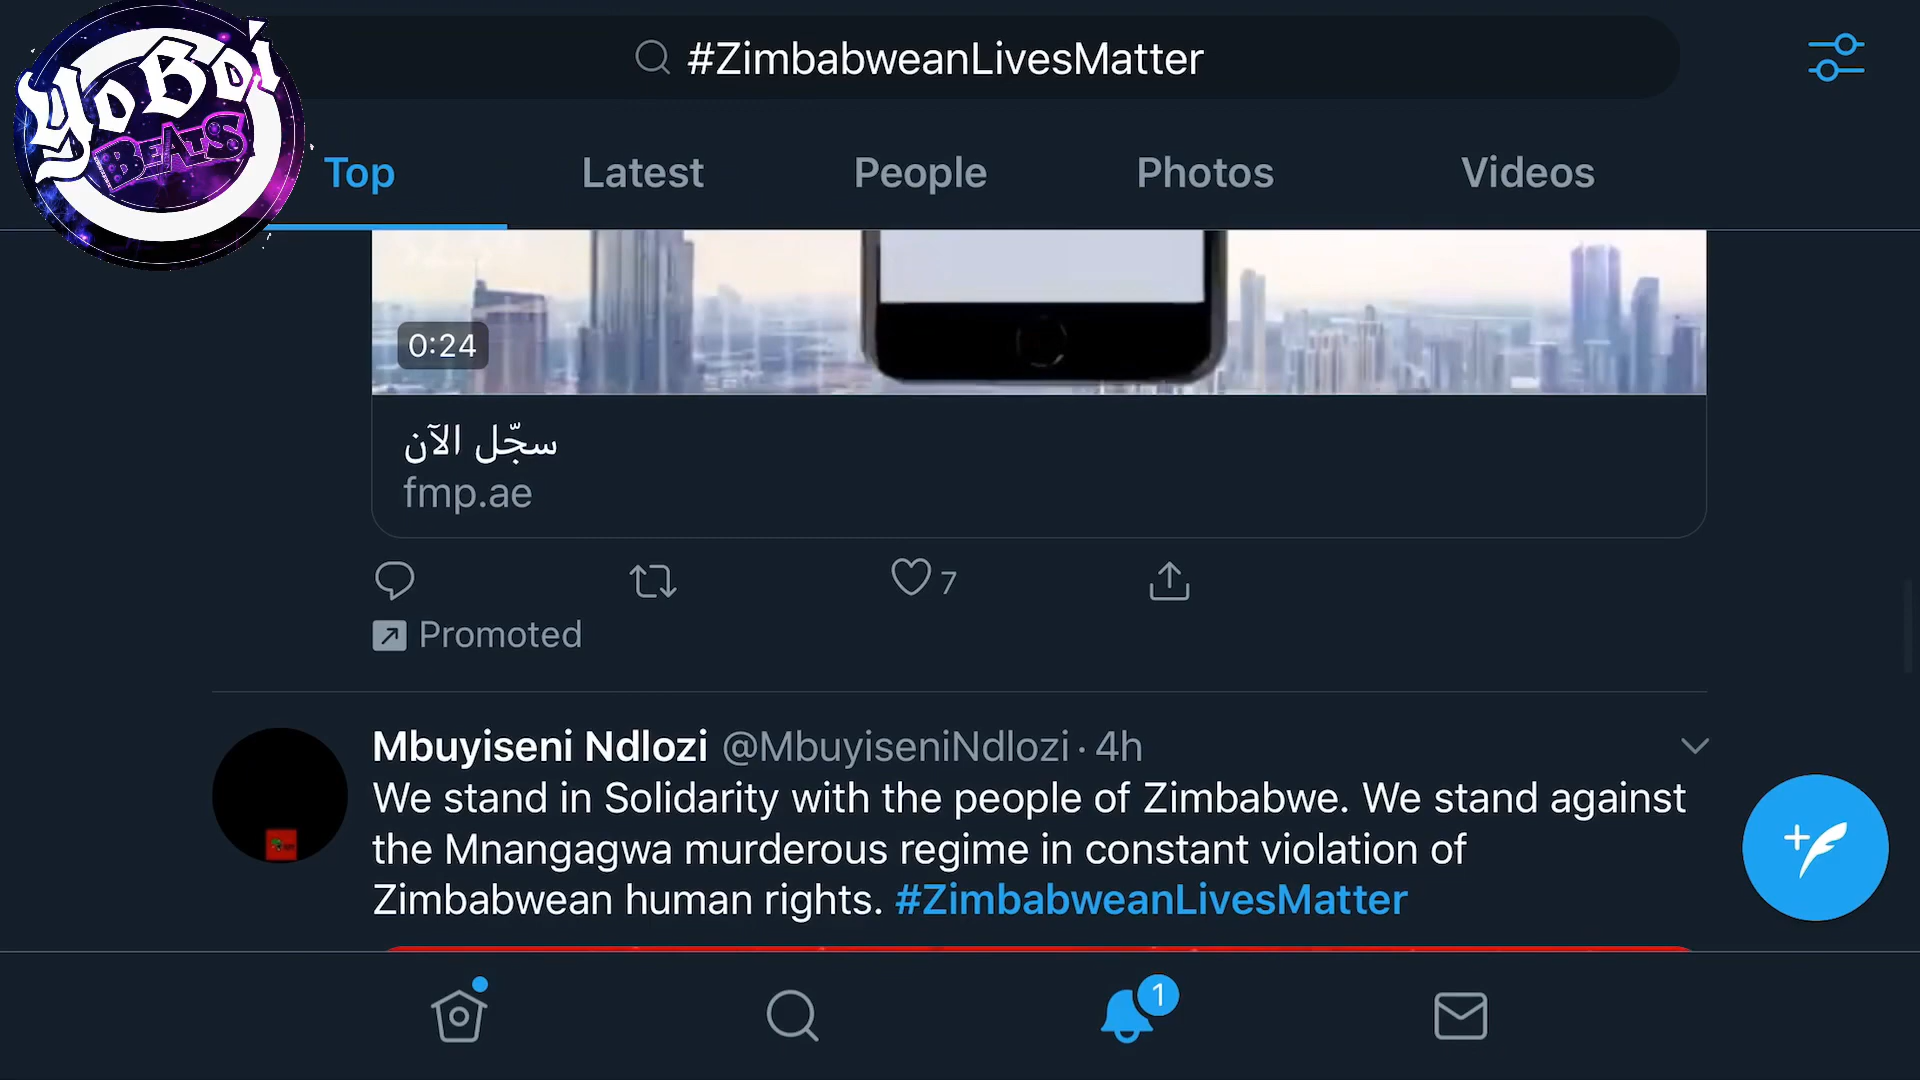 YoBoi
BEATS
#ZimbabweanLivesMatter
Top
Latest
People
Photos
Videos
0:24
سجّل الآن
fmp.ae
7
Promoted
Mbuyiseni Ndlozi @MbuyiseniNdlozi · 4h
We stand in Solidarity with the people of Zimbabwe. We stand against
the Mnangagwa murderous regime in constant violation of
Zimbabwean human rights. #ZimbabweanLivesMatter
1